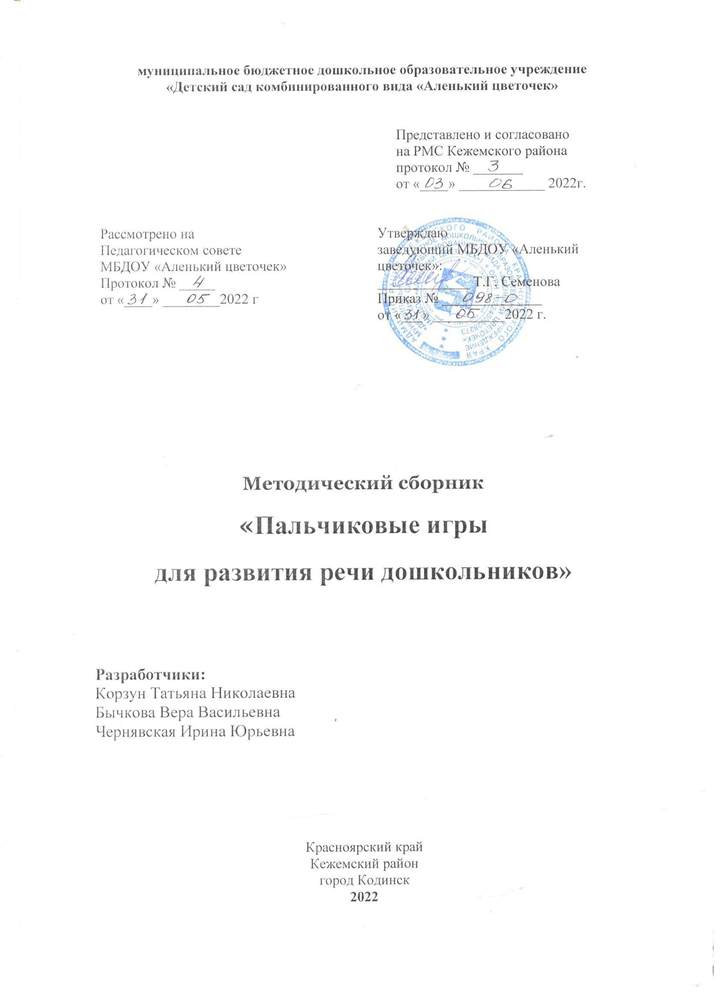 муниципальное бюджетное дошкольное образовательное учреждение
«Детский сад комбинированного вида «Аленький цветочек»
Представлено и согласовано
на РМС Кежемского района
протокол № 3
от «03» 06 2022г.
Рассмотрено на
Педагогическом совете
МБДОУ «Аленький цветочек»
Протокол № 4
от «31» 05 2022 г
Утверждаю
заведующий МБДОУ «Аленький
цветочек»:
Т.Г. Семенова
Приказ № 098-0
от «31» 05 2022 г.
Методический сборник
«Пальчиковые игры
для развития речи дошкольников»
Разработчики:
Корзун Татьяна Николаевна
Бычкова Вера Васильевна
Чернявская Ирина Юрьевна
Красноярский край
Кежемский район
город Кодинск
2022